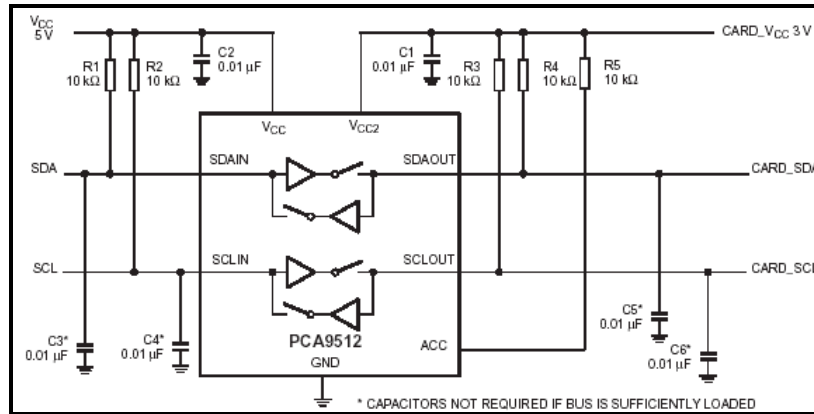 VCC
5 V
CARD_VCC 3 V
R1
10 kΩ
R2
10 kΩ
C2
0.01 µF
C1
0.01 µF
R3
10 kΩ
R4
10 kΩ
R5
10 kΩ
VCC
VCC2
SDA
SDAIN
SDAOUT
CARD_SDA
SCL
SCLIN
SCLOUT
CARD_SCL
C3*
0.01 µF
C4*
0.01 µF
PCA9512
ACC
GND
C5*
0.01 µF
C6*
0.01 µF
* CAPACITORS NOT REQUIRED IF BUS IS SUFFICIENTLY LOADED